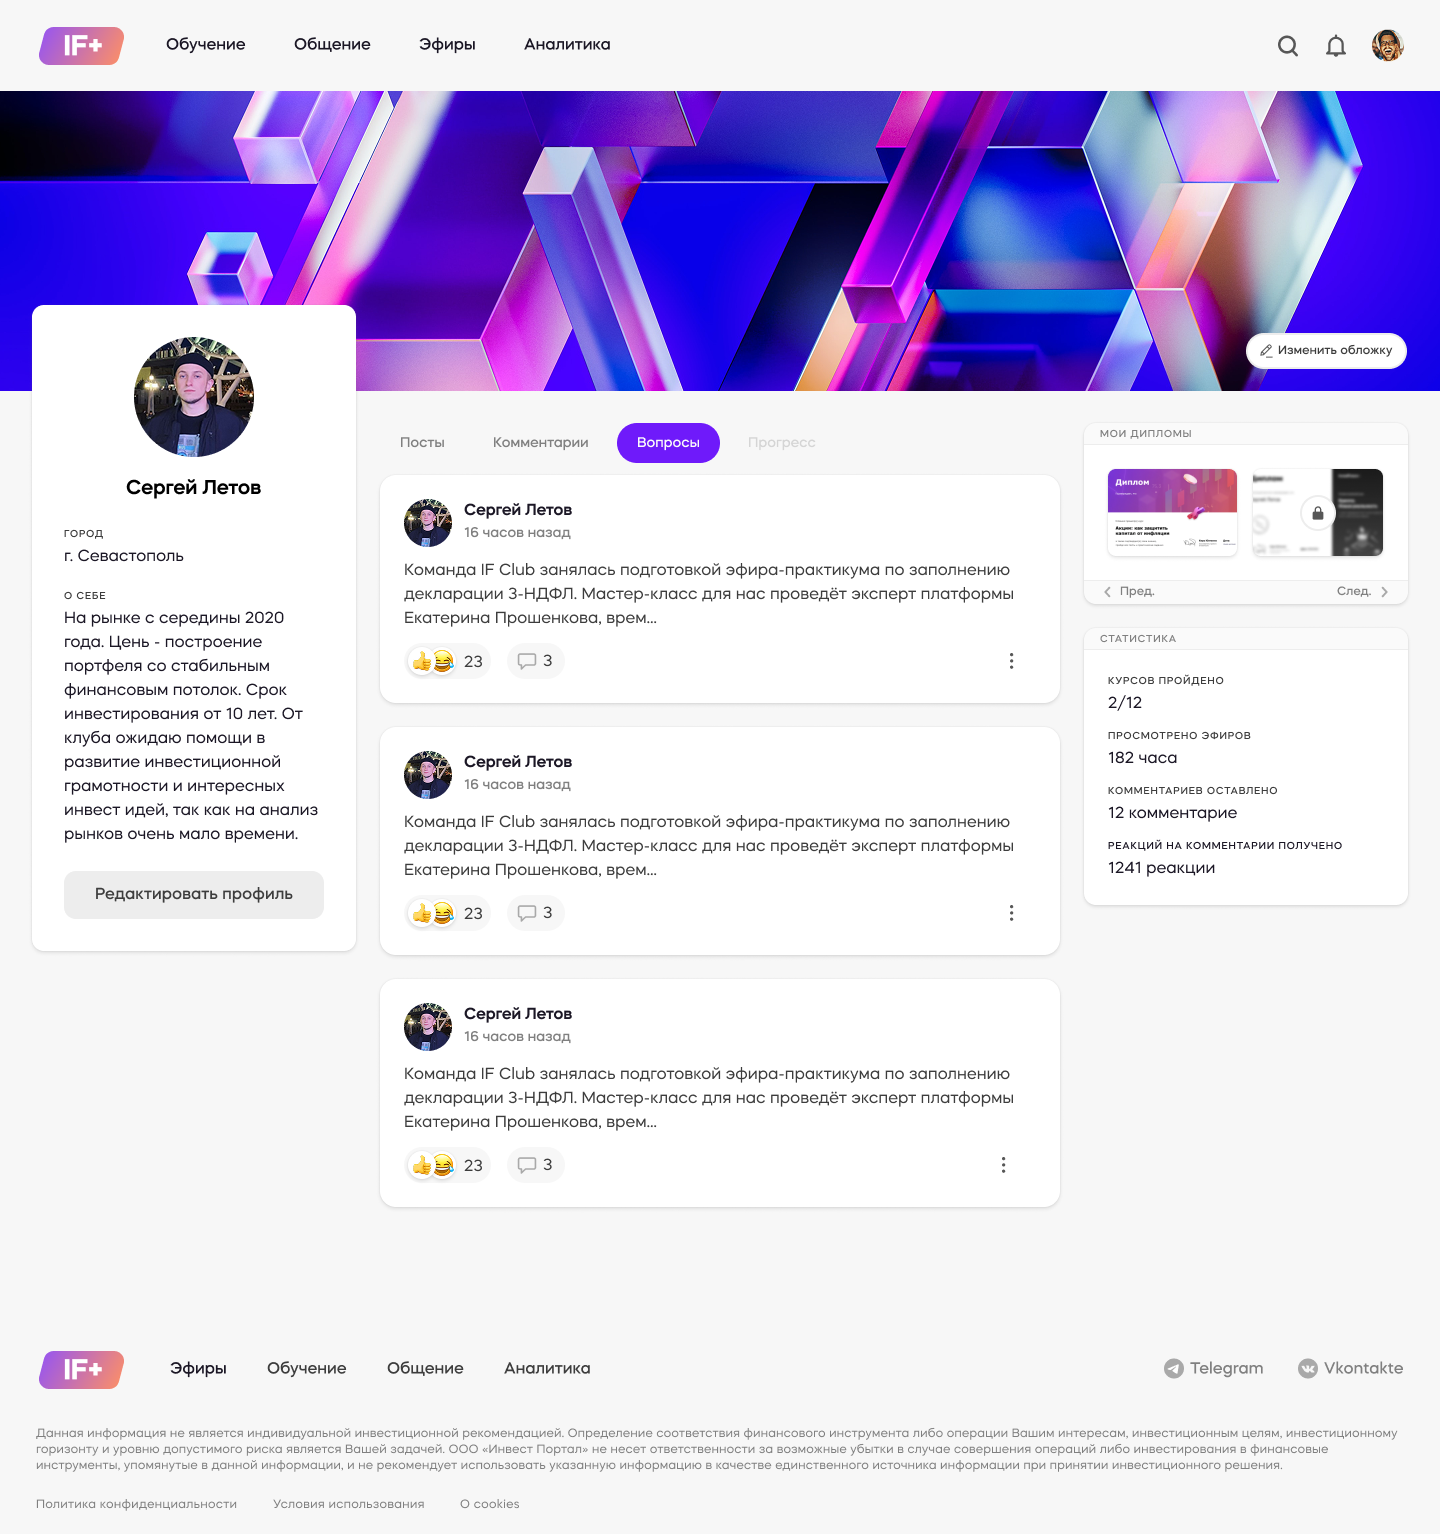 IF+
Обучение
Общение
Эфиры
Аналитика
Изменить обложку
Сергей Летов
ГОРОД
г. Севастополь
О СЕБЕ
На рынке с середины 2020
года. Цень - построение
портфеля со стабильным
финансовым потолок. Срок
инвестирования от 10 лет. От
клуба ожидаю помощи в
развитие инвестиционной
грамотности и интересных
инвест идей, так как на анализ
рынков очень мало времени.
Редактировать профиль
Посты
Комментарии
Вопросы
Прогресс
Сергей Летов
16 часов назад
Команда IF Club занялась подготовкой эфира-практикума по заполнению
декларации 3-НДФЛ. Мастер-класс для нас проведёт эксперт платформы
Екатерина Прошенкова, врем...
23
3
Сергей Летов
16 часов назад
Команда IF Club занялась подготовкой эфира-практикума по заполнению
декларации 3-НДФЛ. Мастер-класс для нас проведёт эксперт платформы
Екатерина Прошенкова, врем...
23
3
Сергей Летов
16 часов назад
Команда IF Club занялась подготовкой эфира-практикума по заполнению
декларации 3-НДФЛ. Мастер-класс для нас проведёт эксперт платформы
Екатерина Прошенкова, врем...
23
3
МОИ ДИПЛОМЫ
Диплом
Акции: как защитить
капитал от инфляции
Пред.
След.
СТАТИСТИКА
КУРСОВ ПРОЙДЕНО
2/12
ПРОСМОТРЕНО ЭФИРОВ
182 часа
КОММЕНТАРИЕВ ОСТАВЛЕНО
12 комментарие
РЕАКЦИЙ НА КОММЕНТАРИИ ПОЛУЧЕНО
1241 реакции
IF+
Эфиры
Обучение
Общение
Аналитика
Telegram
Vkontakte
Данная информация не является индивидуальной инвестиционной рекомендацией. Определение соответствия финансового инструмента либо операции Вашим интересам, инвестиционным целям, инвестиционному
горизонту и уровню допустимого риска является Вашей задачей. ООО «Инвест Портал» не несет ответственности за возможные убытки в случае совершения операций либо инвестирования в финансовые
инструменты, упомянутые в данной информации, и не рекомендует использовать указанную информацию в качестве единственного источника информации при принятии инвестиционного решения.
Политика конфиденциальности
Условия использования
О cookies